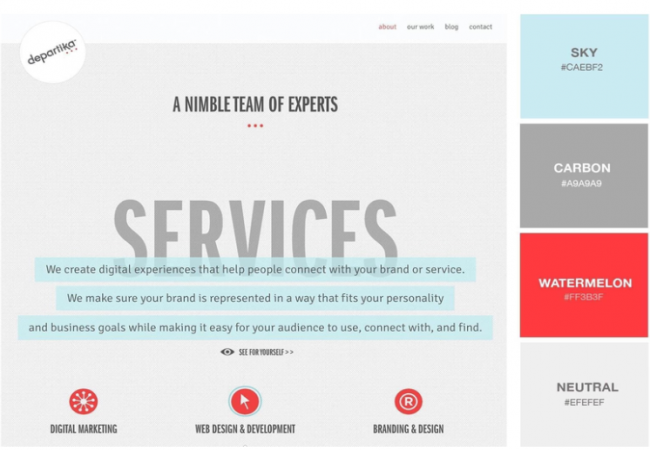 departika™
about our work blog contact
A NIMBLE TEAM OF EXPERTS
SERVICES
We create digital experiences that help people connect with your brand or service.
We make sure your brand is represented in a way that fits your personality
and business goals while making it easy for your audience to use, connect with, and find.
SEE FOR YOURSELF >>
R
DIGITAL MARKETING WEB DESIGN & DEVELOPMENT BRANDING & DESIGN
SKY
#CAEBF2
CARBON
#A9A9A9
WATERMELON
#FF3B3F
NEUTRAL
#EFEFEF